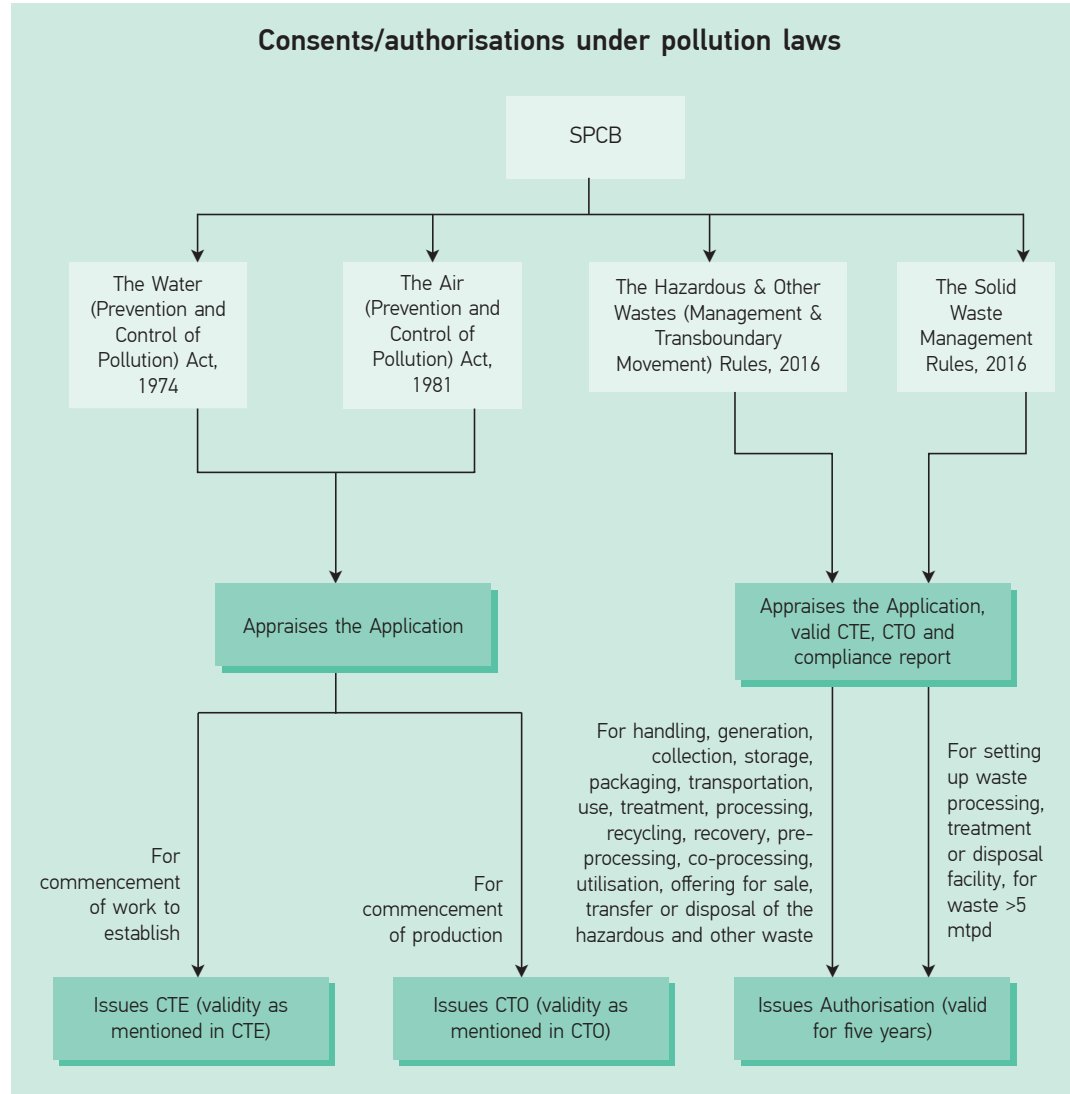 Consents/authorisations under pollution laws
SPCB
The Water
(Prevention and
Control of
Pollution) Act,
1974
The Air
(Prevention and
Control of
Pollution) Act,
1981
The Hazardous & Other
Wastes (Management &
Transboundary
Movement) Rules, 2016
The Solid
Waste
Management
Rules, 2016
Appraises the Application
Appraises the Application,
valid CTE, CTO and
compliance report
For
commencement
of work to
establish
For
commencement
of production
For handling, generation,
collection, storage,
packaging, transportation,
use, treatment, processing,
recycling, recovery, pre-
processing, co-processing,
utilisation, offering for sale,
transfer or disposal of the
hazardous and other waste
For setting
up waste
processing,
treatment
or disposal
facility, for
waste >5
mtpd
Issues CTE (validity as
mentioned in CTE)
Issues CTO (validity as
mentioned in CTO)
Issues Authorisation (valid
for five years)